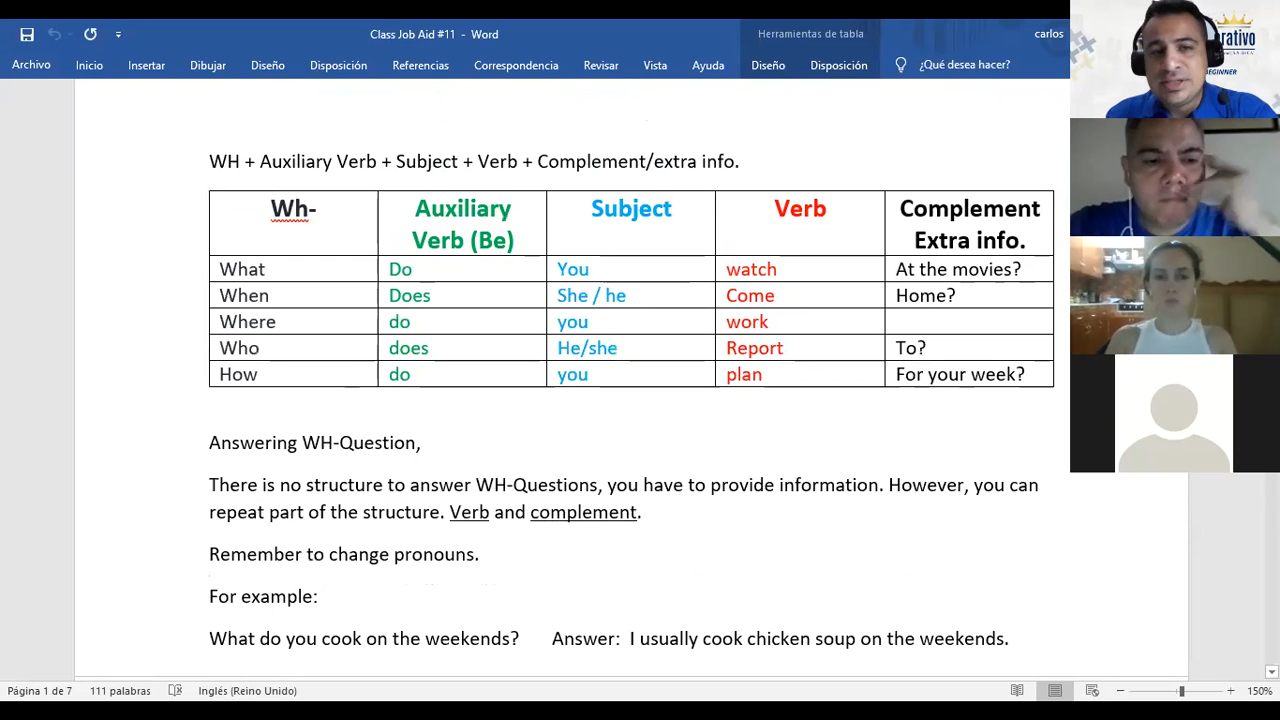 Class Job Aid #11 - Word
Herramientas de tabla
carlos
Archivo Inicio Insertar Dibujar Diseño Disposición Referencias Correspondencia Revisar Vista Ayuda Diseño Disposición ¿Qué desea hacer?
rativo
BEGINNER
WH + Auxiliary Verb + Subject + Verb + Complement/extra info.
Wh- Auxiliary Verb (Be) Subject Verb Complement Extra info.
What Do You watch At the movies?
When Does She / he Come Home?
Where do you work
Who does He/she Report To?
How do you plan For your week?
Answering WH-Question,
There is no structure to answer WH-Questions, you have to provide information. However, you can
repeat part of the structure. Verb and complement.
Remember to change pronouns.
For example:
What do you cook on the weekends? Answer: I usually cook chicken soup on the weekends.
Página 1 de 7 111 palabras Inglés (Reino Unido) 150%